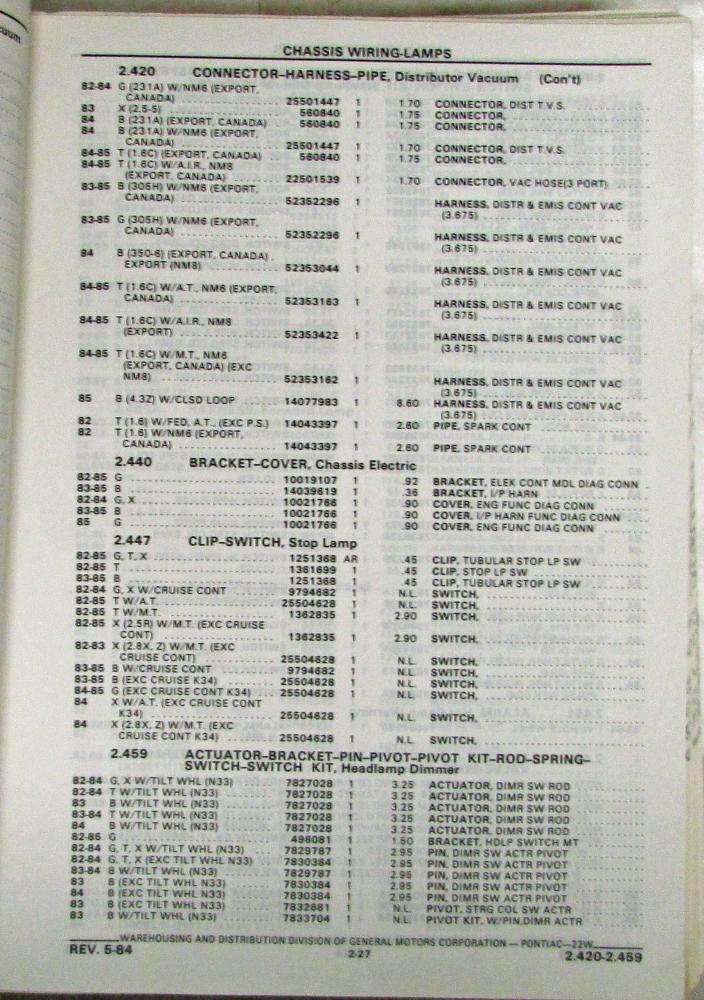 CHASSIS WIRING-LAMPS
2.420 CONNECTOR-HARNESS-PIPE, Distributor Vacuum (Con't)
82-84 G (231A) W/NM6 (EXPORT,
CANADA) 25501447 1 1.70 CONNECTOR, DIST T.V.S.
83 X (2.5-5) 560840 1 1.75 CONNECTOR,
84 B (231A) (EXPORT, CANADA) 560840 1 1.75 CONNECTOR,
84 B (231A) W/NM6 (EXPORT,
CANADA) 25501447 1 1.70 CONNECTOR, DIST T.V.S.
84-85 T (1.6C) (EXPORT, CANADA) 560840 1 1.75 CONNECTOR,
84-85 T (1.6C) W/A.I.R., NM8
(EXPORT, CANADA) 22501539 1 1.70 CONNECTOR, VAC HOSE(3 PORT)
83-85 B (305H) W/NM6 (EXPORT,
CANADA) 52352296 1 HARNESS, DISTR & EMIS CONT VAC
(3.675)
83-85 G (305H) W/NM6 (EXPORT,
CANADA) 52352296 1 HARNESS, DISTR & EMIS CONT VAC
(3.675)
84 B (350-6) (EXPORT, CANADA),
EXPORT (NM8) 52353044 1 HARNESS, DISTR & EMIS CONT VAC
(3.675)
84-85 T (1.6C) W/A.T., NM6 (EXPORT,
CANADA) 52353163 1 HARNESS, DISTR & EMIS CONT VAC
(3.675)
84-85 T (1.6C) W/A.I.R., NM8
(EXPORT) 52353422 1 HARNESS, DISTR & EMIS CONT VAC
(3.675)
84-85 T (1.6C) W/M.T., NM6
(EXPORT, CANADA) (EXC
NM8) 52353162 1 HARNESS, DISTR & EMIS CONT VAC
(3.675)
85 B (4.3Z) W/CLSD LOOP 14077983 1 8.60 HARNESS, DISTR & EMIS CONT VAC
(3.675)
82 T (1.6) W/FED, A.T., (EXC P.S.) 14043397 1 2.60 PIPE, SPARK CONT
82 T (1.6) W/NM6 (EXPORT,
CANADA) 14043397 1 2.60 PIPE, SPARK CONT
2.440 BRACKET-COVER, Chassis Electric
82-85 G 10019107 1 .92 BRACKET, ELEK CONT MDL DIAG CONN
83-85 B 14039619 1 .36 BRACKET, I/P HARN
82-84 G, X 10021766 1 .90 COVER, ENG FUNC DIAG CONN
83-85 B 10021766 1 .90 COVER, I/P HARN FUNC DIAG CONN
85 G 10021766 1 .90 COVER, ENG FUNC DIAG CONN
2.447 CLIP-SWITCH, Stop Lamp
82-85 G, T, X 1251368 AR .45 CLIP, TUBULAR STOP LP SW
82-85 T 1361699 1 .45 CLIP, STOP LP SW
83-85 B 1251368 1 .45 CLIP, TUBULAR STOP LP SW
82-84 G, X W/CRUISE CONT 9794682 1 N.L. SWITCH,
82-85 T W/A.T. 25504628 1 N.L. SWITCH,
82-85 T W/M.T. 1362835 1 2.90 SWITCH,
82-85 X (2.5R) W/M.T. (EXC CRUISE
CONT) 1362835 1 2.90 SWITCH,
82-83 X (2.8X, Z) W/M.T. (EXC
CRUISE CONT) 25504628 1 N.L. SWITCH,
83-85 B W/CRUISE CONT 9794682 1 N.L. SWITCH,
83-85 B (EXC CRUISE K34) 25504628 1 N.L. SWITCH,
84-85 G (EXC CRUISE CONT K34) 25504628 1 N.L. SWITCH,
84 X W/A.T. (EXC CRUISE CONT
K34) 25504628 1 N.L. SWITCH,
84 X (2.8X, Z) W/M.T. (EXC
CRUISE CONT K34) 25504628 1 N.L. SWITCH,
2.459 ACTUATOR-BRACKET-PIN-PIVOT-PIVOT KIT-ROD-SPRING-
SWITCH-SWITCH KIT, Headlamp Dimmer
82-84 G, X W/TILT WHL (N33) 7827028 1 3.25 ACTUATOR, DIMR SW ROD
82-84 T W/TILT WHL (N33) 7827028 1 3.25 ACTUATOR, DIMR SW ROD
83 B W/TILT WHL (N33) 7827028 1 3.25 ACTUATOR, DIMR SW ROD
83-84 T W/TILT WHL (N33) 7827028 1 3.25 ACTUATOR, DIMR SW ROD
84 B W/TILT WHL (N33) 7827028 1 3.25 ACTUATOR, DIMR SW ROD
82-85 G 498081 1 1.50 BRACKET, HDLP SWITCH MT
82-84 G, T, X W/TILT WHL (N33) 7829787 1 2.95 PIN, DIMR SW ACTR PIVOT
82-84 G, T, X (EXC TILT WHL N33) 7830384 1 2.95 PIN, DIMR SW ACTR PIVOT
83-84 B W/TILT WHL (N33) 7829787 1 2.95 PIN, DIMR SW ACTR PIVOT
83 B (EXC TILT WHL N33) 7830384 1 2.95 PIN, DIMR SW ACTR PIVOT
84 B (EXC TILT WHL N33) 7830384 1 2.95 PIN, DIMR SW ACTR PIVOT
83 B (EXC TILT WHL N33) 7832681 1 N.L. PIVOT, STRG COL SW ACTR
83 B W/TILT WHL (N33) 7833704 1 N.L. PIVOT KIT, W/PIN,DIMR ACTR
WAREHOUSING AND DISTRIBUTION DIVISION OF GENERAL MOTORS CORPORATION — PONTIAC—22W
REV. 5-84 2-27 2.420-2.459